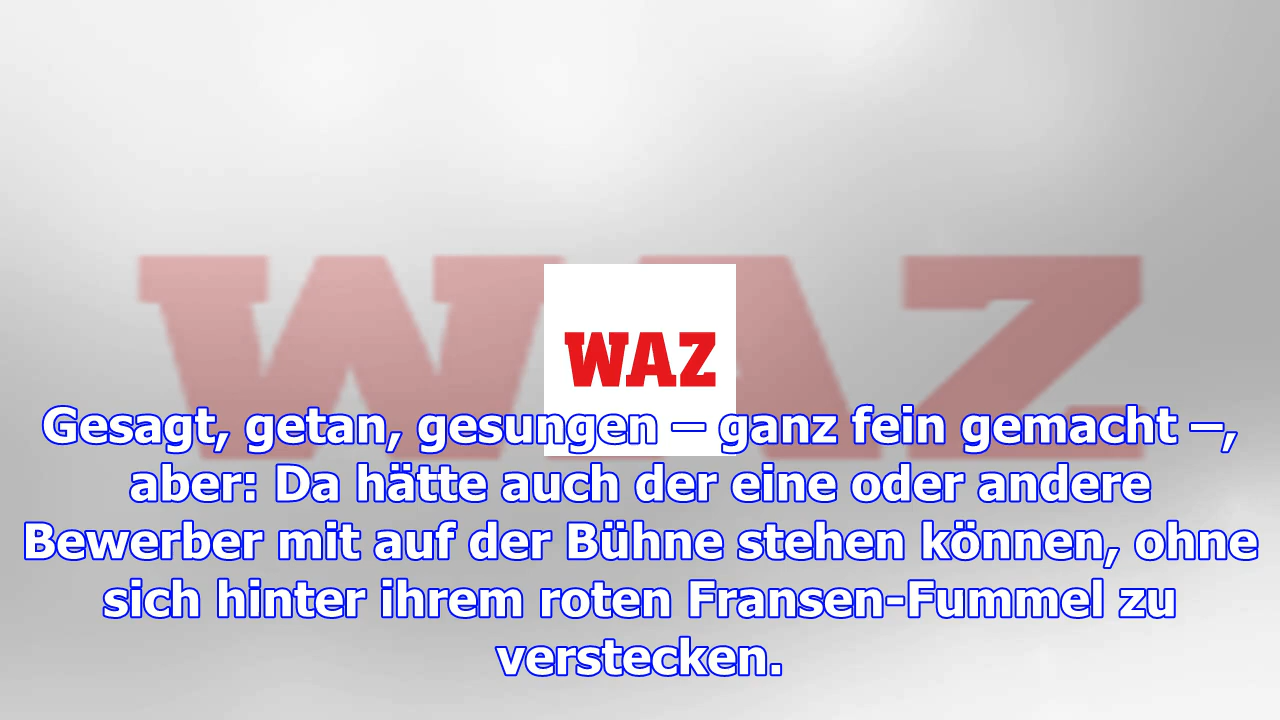 WAZ
WAZ
Gesagt, getan, gesungen – ganz fein gemacht –,
aber: Da hätte auch der eine oder andere
Bewerber mit auf der Bühne stehen können, ohne
sich hinter ihrem roten Fransen-Fummel zu
verstecken.